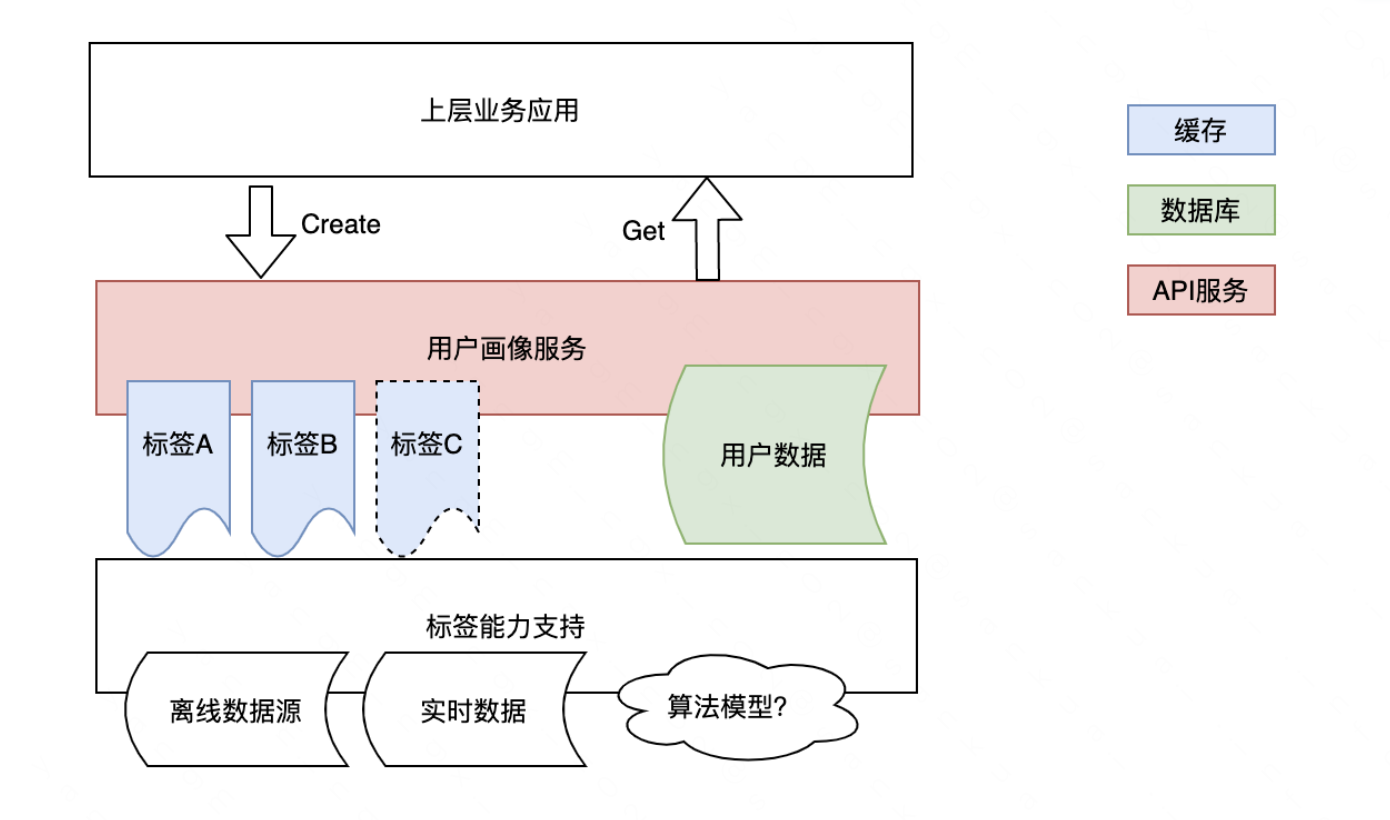 上层业务应用
缓存
数据库
Create
Get
API服务
用户画像服务
标签A
标签B
标签C
用户数据
标签能力支持
离线数据源
实时数据
算法模型?